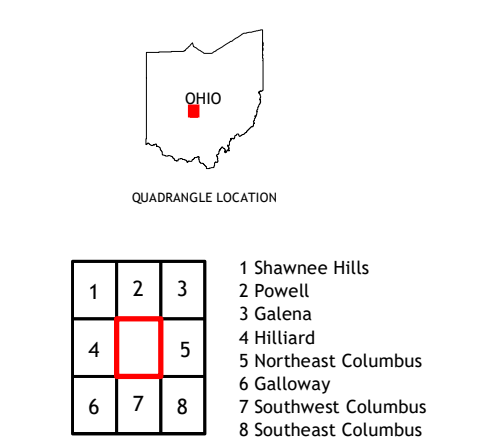 OHIO
QUADRANGLE LOCATION
1 2 3
4 5
6 7 8
1 Shawnee Hills
2 Powell
3 Galena
4 Hilliard
5 Northeast Columbus
6 Galloway
7 Southwest Columbus
8 Southeast Columbus